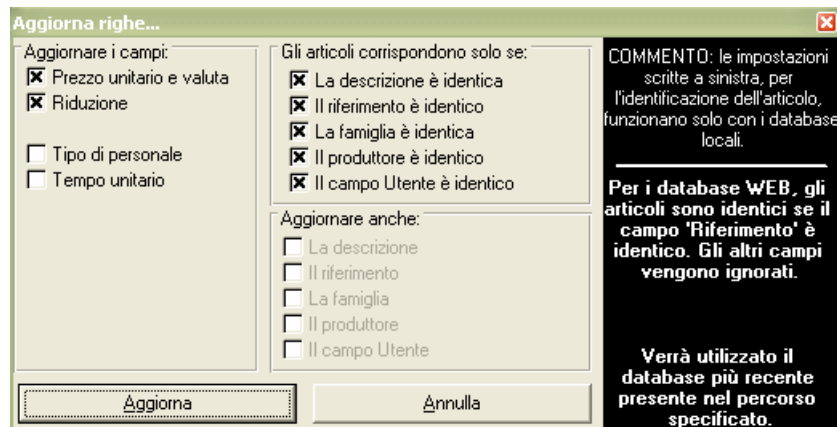 Aggiorna righe...
Aggiornare i campi:
Prezzo unitario e valuta
Riduzione
Tipo di personale
Tempo unitario
Gli articoli corrispondono solo se:
La descrizione è identica
Il riferimento è identico
La famiglia è identica
Il produttore è identico
Il campo Utente è identico
Aggiornare anche:
La descrizione
Il riferimento
La famiglia
Il produttore
Il campo Utente
Aggiorna
Annulla
COMMENTO: le impostazioni
scritte a sinistra, per
l'identificazione dell'articolo,
funzionano solo con i database
locali.
Per i database WEB, gli
articoli sono identici se il
campo 'Riferimento' è
identico. Gli altri campi
vengono ignorati.
Verrà utilizzato il
database più recente
presente nel percorso
specificato.